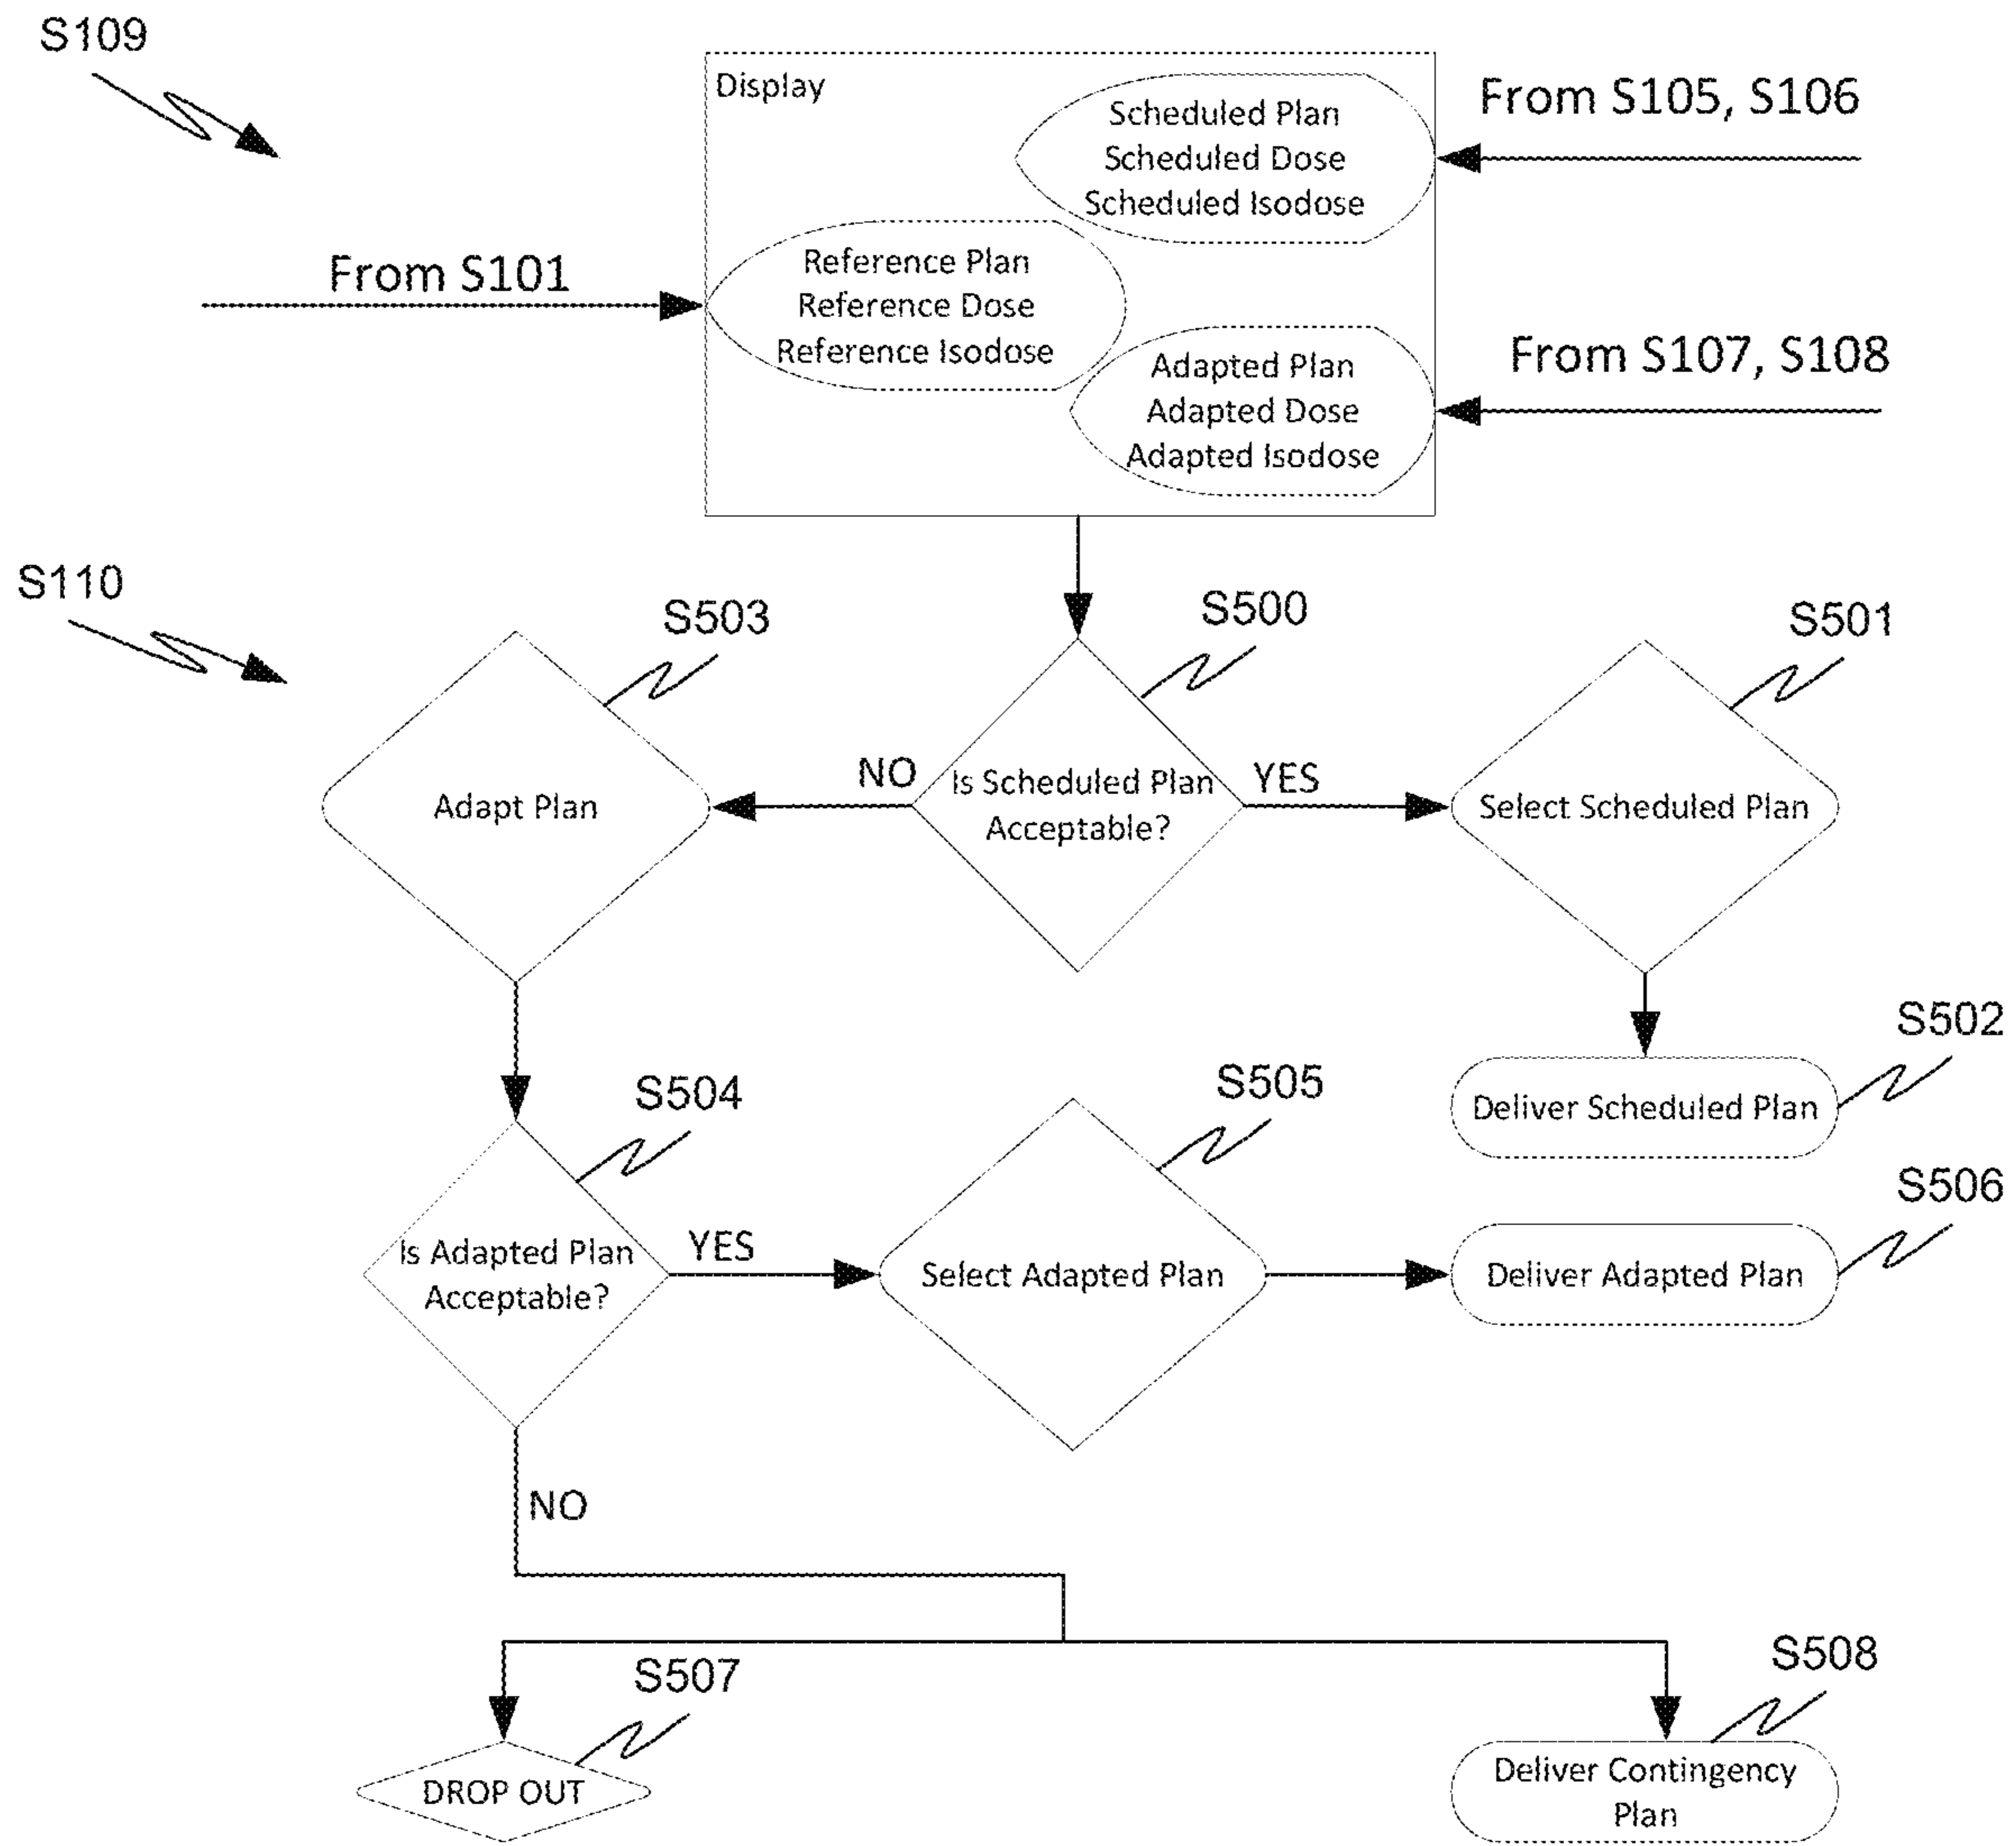 S109
Display
Scheduled Plan
Scheduled Dose
Scheduled Isodose
From S105, S106
From S101
Reference Plan
Reference Dose
Reference Isodose
Adapted Plan
Adapted Dose
Adapted Isodose
From S107, S108
S110
S503
S500
S501
Adapt Plan
NO
Is Scheduled Plan
Acceptable?
YES
Select Scheduled Plan
S502
Deliver Scheduled Plan
S504
S505
S506
Is Adapted Plan
Acceptable?
YES
Select Adapted Plan
Deliver Adapted Plan
NO
S507
S508
DROP OUT
Deliver Contingency
Plan